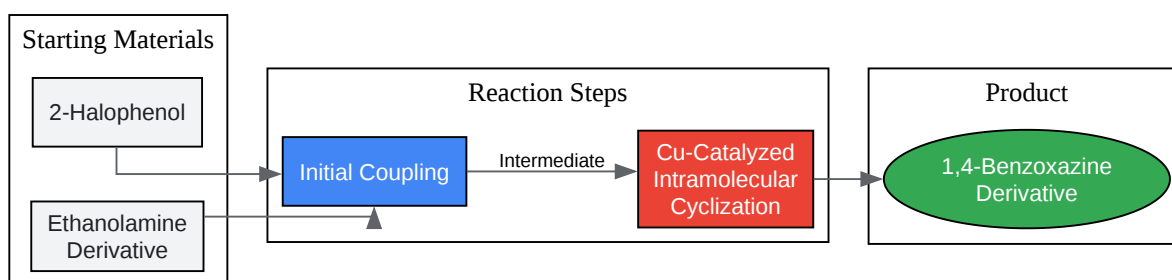 Starting Materials
2-Halophenol
Ethanolamine
Derivative
Reaction Steps
Initial Coupling
Intermediate
Cu-Catalyzed
Intramolecular
Cyclization
Product
1,4-Benzoxazine
Derivative